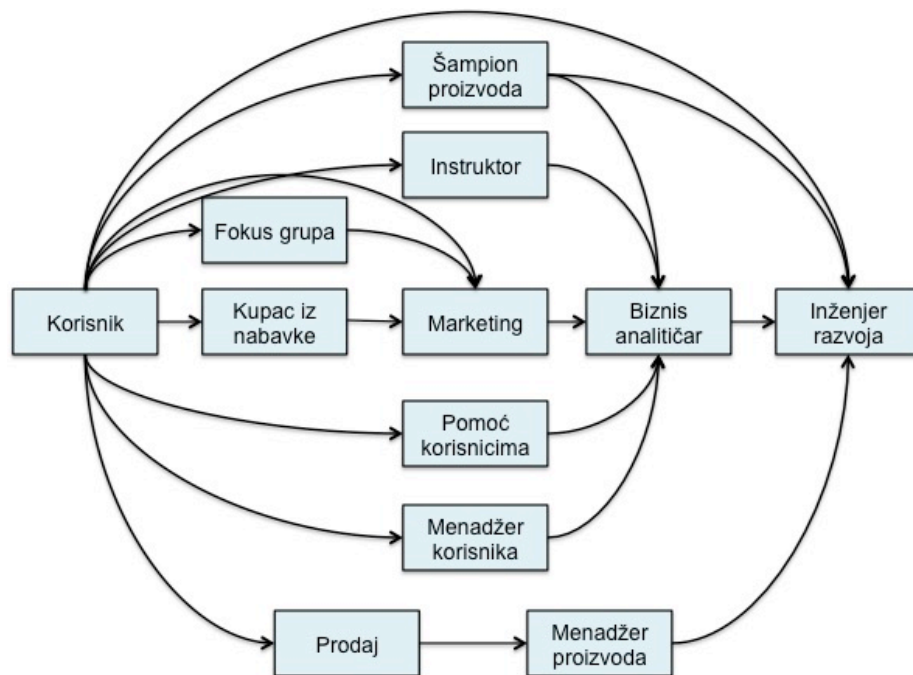 Šampion
proizvoda
Instruktor
Fokus grupa
Korisnik
Kupac iz
nabavke
Marketing
Biznis
analitičar
Inženjer
razvoja
Pomoć
korisnicima
Menadžer
korisnika
Prodaj
Menadžer
proizvoda